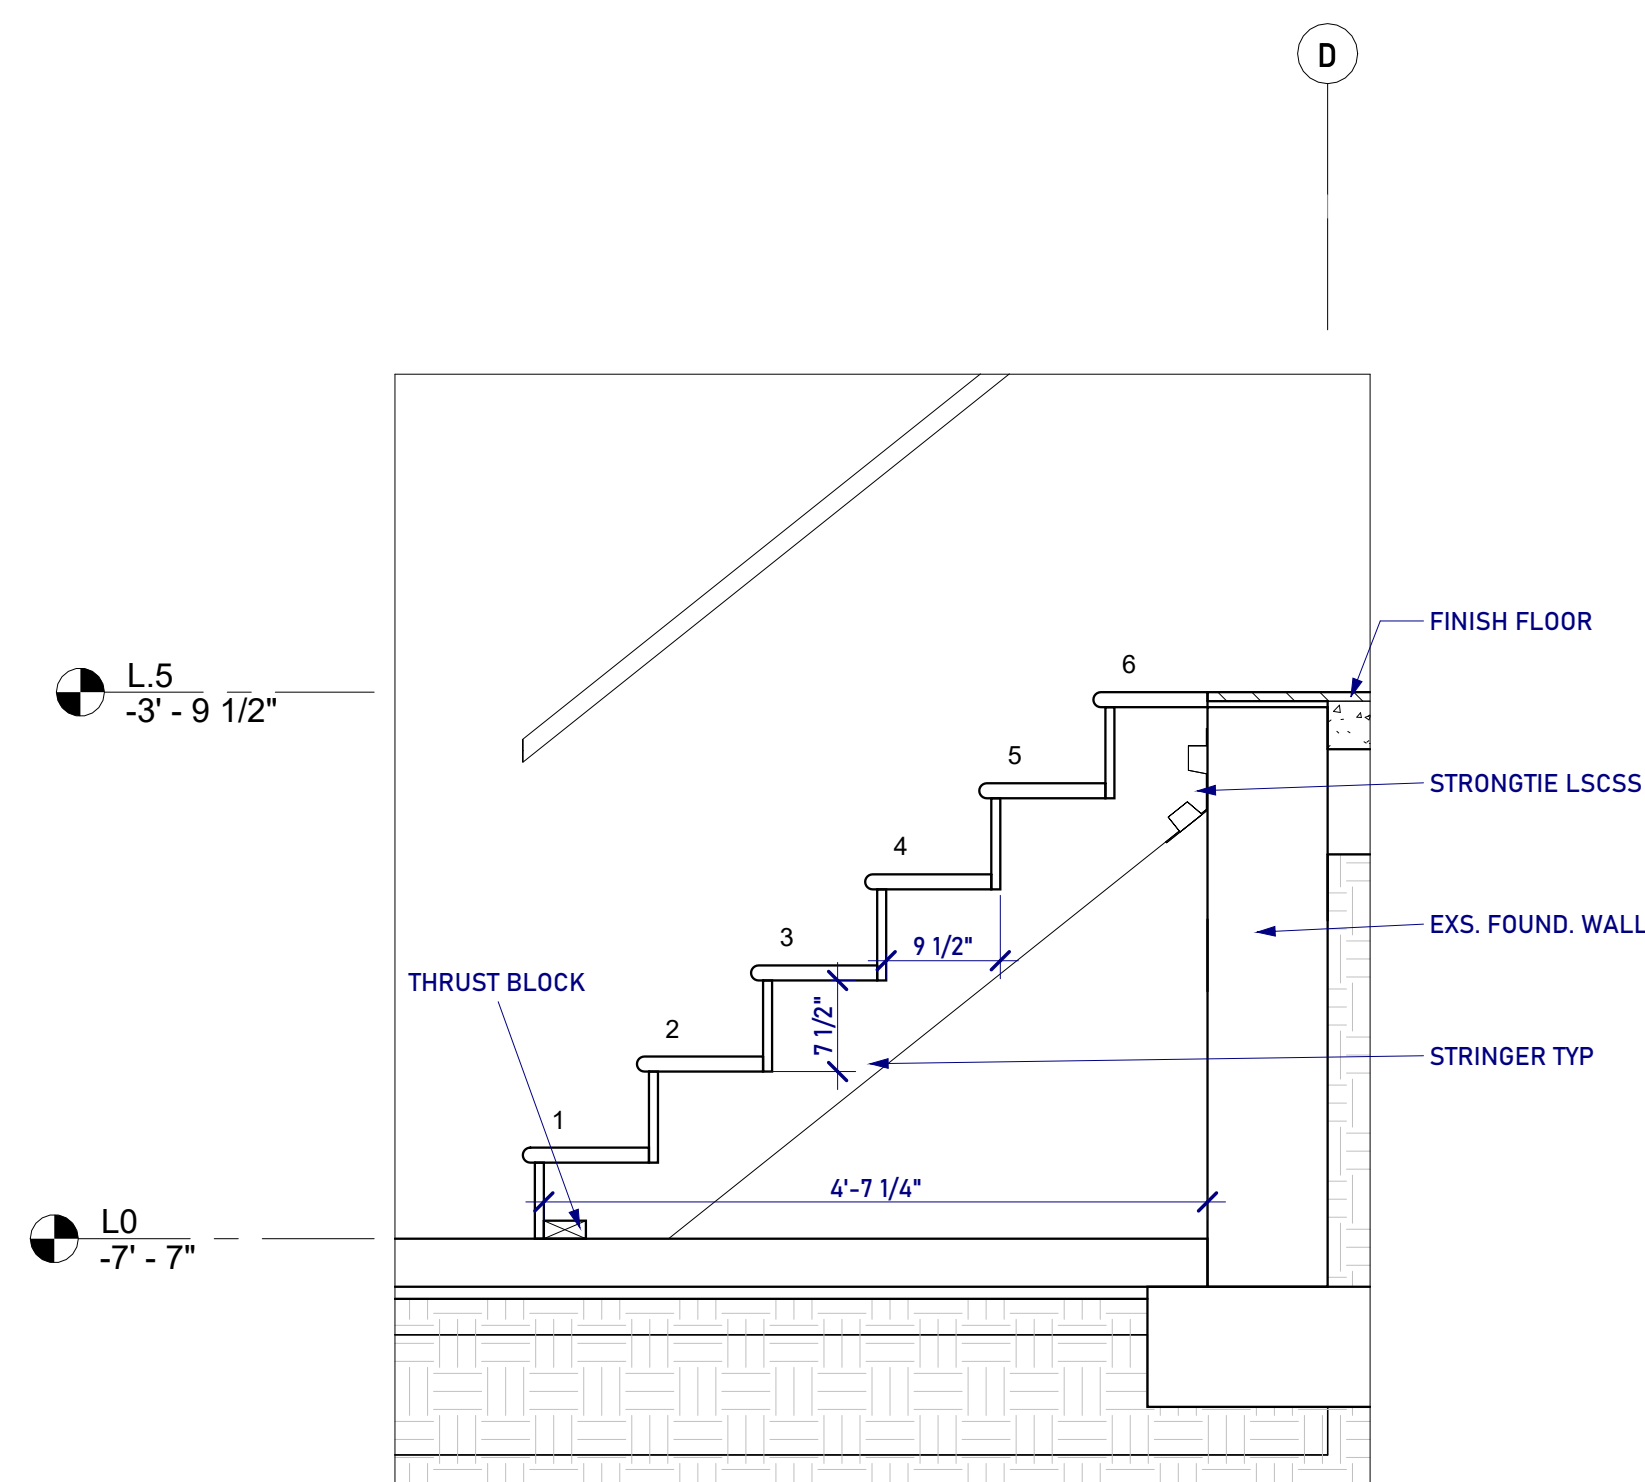 D
FINISH FLOOR
6
L.5
-3' - 9 1/2"
5
STRONGTIE LSCSS
4
3
9 1/2"
EXS. FOUND. WALL
THRUST BLOCK
7 1/2"
2
STRINGER TYP
1
4'-7 1/4"
L0
-7' - 7"